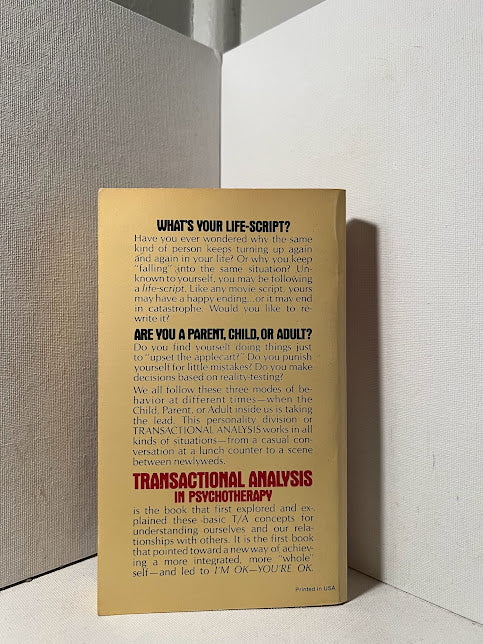 WHAT'S YOUR LIFE-SCRIPT?
Have you ever wondered why the same
kind of person keeps turning up again
and again in your life? Or why you keep
"falling" into the same situation? Un-
known to yourself, you may be following
a life-script. Like any movie script, yours
may have a happy ending...or it may end
in catastrophe. Would you like to re-
write it?
ARE YOU A PARENT, CHILD, OR ADULT?
Do you find yourself doing things just
to "upset the applecart?" Do you punish
yourself for little mistakes? Do you make
decisions based on reality-testing?
We all follow these three modes of be-
havior at different times—when the
Child, Parent, or Adult inside us is taking
the lead. This personality division or
TRANSACTIONAL ANALYSIS works in all
kinds of situations—from a casual con-
versation at a lunch counter to a scene
between newlyweds.
TRANSACTIONAL ANALYSIS
IN PSYCHOTHERAPY
is the book that first explored and ex-
plained these basic T/A concepts for
understanding ourselves and our rela-
tionships with others. It is the first book
that pointed toward a new way of achiev-
ing a more integrated, more "whole"
self—and led to I'M OK—YOU'RE OK.
Printed in USA